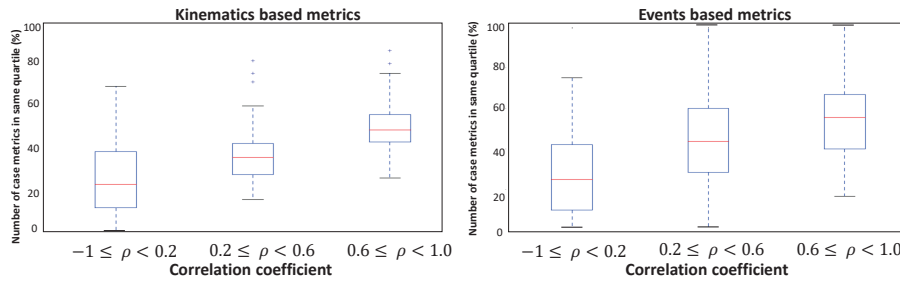 Kinematics based metrics
Number of case metrics in same quartile (%)
100
80
60
40
20
0
−1 ≤ ρ < 0.2
0.2 ≤ ρ < 0.6
0.6 ≤ ρ < 1.0
Correlation coefficient
Events based metrics
Number of case metrics in same quartile (%)
100
80
60
40
20
0
−1 ≤ ρ < 0.2
0.2 ≤ ρ < 0.6
0.6 ≤ ρ < 1.0
Correlation coefficient